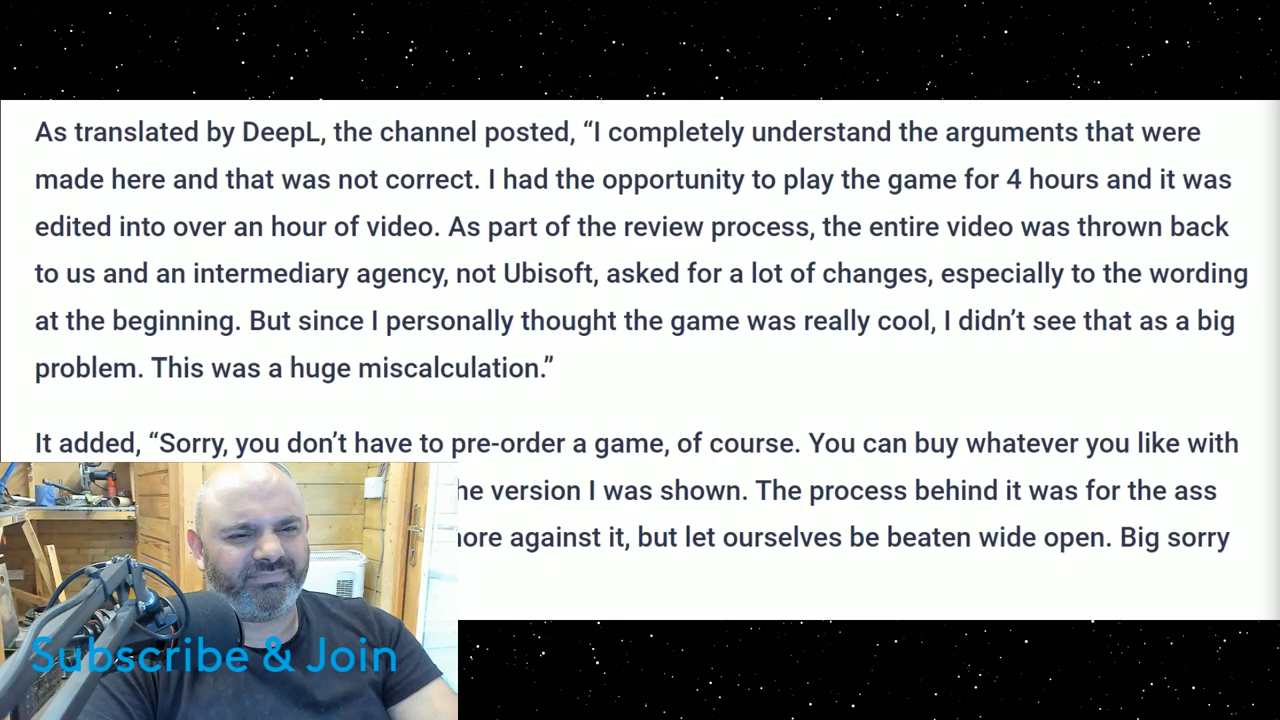 As translated by DeepL, the channel posted, “I completely understand the arguments that were
made here and that was not correct. I had the opportunity to play the game for 4 hours and it was
edited into over an hour of video. As part of the review process, the entire video was thrown back
to us and an intermediary agency, not Ubisoft, asked for a lot of changes, especially to the wording
at the beginning. But since I personally thought the game was really cool, I didn’t see that as a big
problem. This was a huge miscalculation.”
It added, “Sorry, you don’t have to pre-order a game, of course. You can buy whatever you like with
version I was shown. The process behind it was for the ass
against it, but let ourselves be beaten wide open. Big sorry
Subscribe & Join